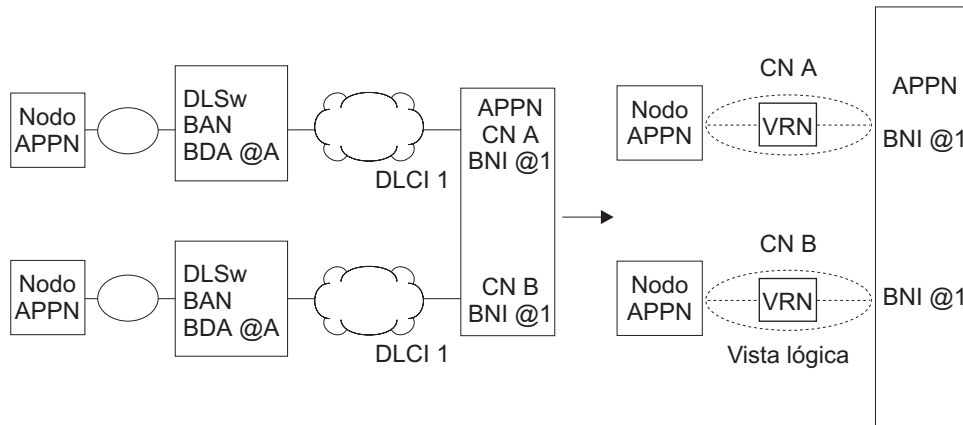 Nodo
APPN
DLSw
BAN
BDA @A
DLCI 1
APPN
CN A
BNI @1
Nodo
APPN
DLSw
BAN
BDA @A
DLCI 1
CN B
BNI @1
CN A
Nodo
APPN
VRN
APPN
BNI @1
CN B
Nodo
APPN
VRN
BNI @1
Vista lógica